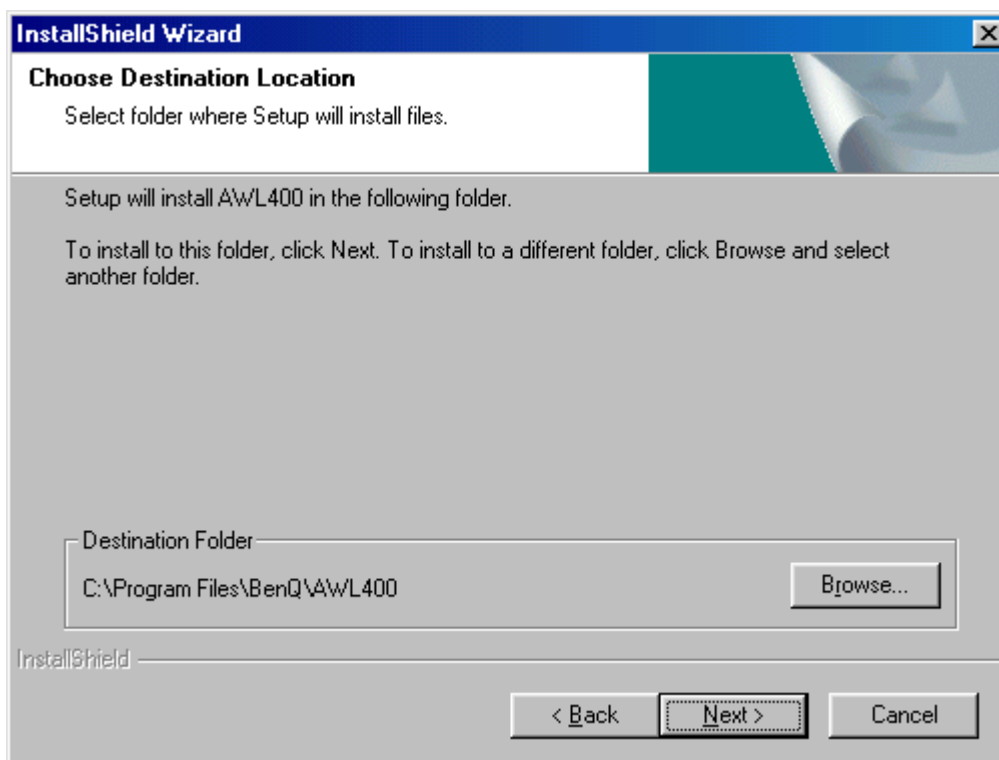 InstallShield Wizard
Choose Destination Location
Select folder where Setup will install files.
Setup will install AWL400 in the following folder.
To install to this folder, click Next. To install to a different folder, click Browse and select
another folder.
Destination Folder
C:\Program Files\BenQ\AWL400
Browse...
InstallShield
< Back
Next >
Cancel